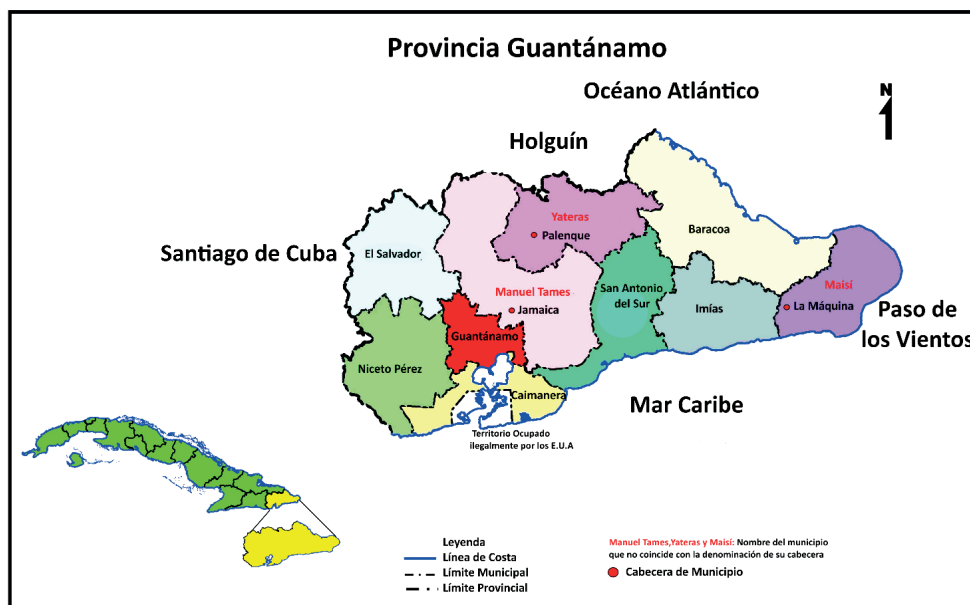 Provincia Guantánamo
Océano Atlántico
N
Holguín
Yateras
Palenque
Baracoa
Santiago de Cuba
El Salvador
Maisí
Manuel Tames
San Antonio
del Sur
Jamaica
Imías
La Máquina
Paso de
los Vientos
Guantánamo
Niceto Pérez
Caimanera
Mar Caribe
Territorio Ocupado
ilegalmente por los E.U.A
Leyenda
Línea de Costa
Límite Municipal
Límite Provincial
Manuel Tames,Yateras y Maisí: Nombre del municipio
que no coincide con la denominación de su cabecera
Cabecera de Municipio